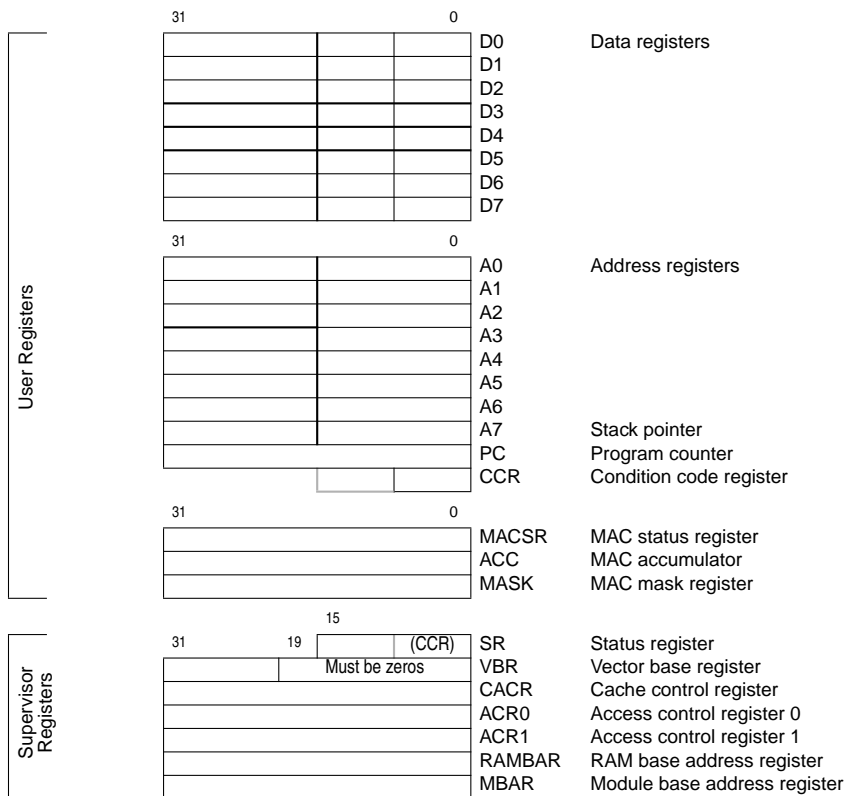 31 0
D0 Data registers
D1
D2
D3
D4
D5
D6
D7
31 0
A0 Address registers
A1
A2
A3
A4
A5
A6
A7 Stack pointer
PC Program counter
CCR Condition code register
User Registers
31 0
MACSR MAC status register
ACC MAC accumulator
MASK MAC mask register
15
31 19 (CCR) SR Status register
Must be zeros VBR Vector base register
CACR Cache control register
ACR0 Access control register 0
ACR1 Access control register 1
RAMBAR RAM base address register
MBAR Module base address register
Supervisor
Registers